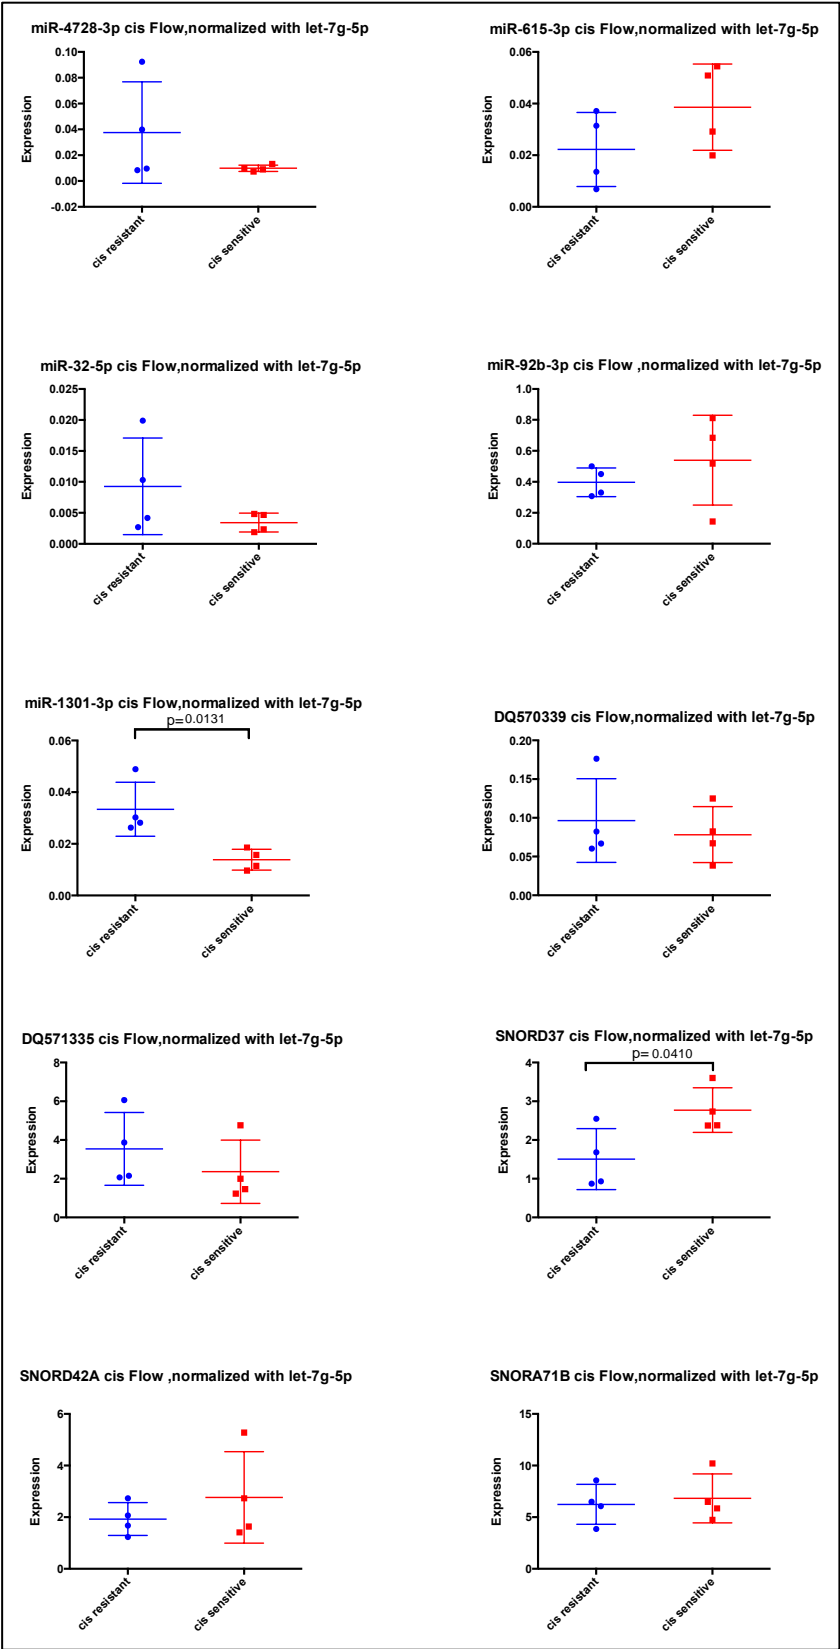 miR-4728-3p cis Flow,normalized with let-7g-5p
Expression
0.10
0.08
0.06
0.04
0.02
0.00
-0.02
cis resistant
cis sensitive
miR-615-3p cis Flow,normalized with let-7g-5p
Expression
0.06
0.04
0.02
0.00
cis resistant
cis sensitive
miR-32-5p cis Flow,normalized with let-7g-5p
Expression
0.025
0.020
0.015
0.010
0.005
0.000
cis resistant
cis sensitive
miR-92b-3p cis Flow ,normalized with let-7g-5p
Expression
1.0
0.8
0.6
0.4
0.2
0.0
cis resistant
cis sensitive
miR-1301-3p cis Flow,normalized with let-7g-5p
p=0.0131
Expression
0.06
0.04
0.02
0.00
cis resistant
cis sensitive
DQ570339 cis Flow,normalized with let-7g-5p
Expression
0.20
0.15
0.10
0.05
0.00
cis resistant
cis sensitive
DQ571335 cis Flow,normalized with let-7g-5p
Expression
8
6
4
2
0
cis resistant
cis sensitive
SNORD37 cis Flow,normalized with let-7g-5p
p= 0.0410
Expression
4
3
2
1
0
cis resistant
cis sensitive
SNORD42A cis Flow ,normalized with let-7g-5p
Expression
6
4
2
0
cis resistant
cis sensitive
SNORA71B cis Flow,normalized with let-7g-5p
Expression
15
10
5
0
cis resistant
cis sensitive